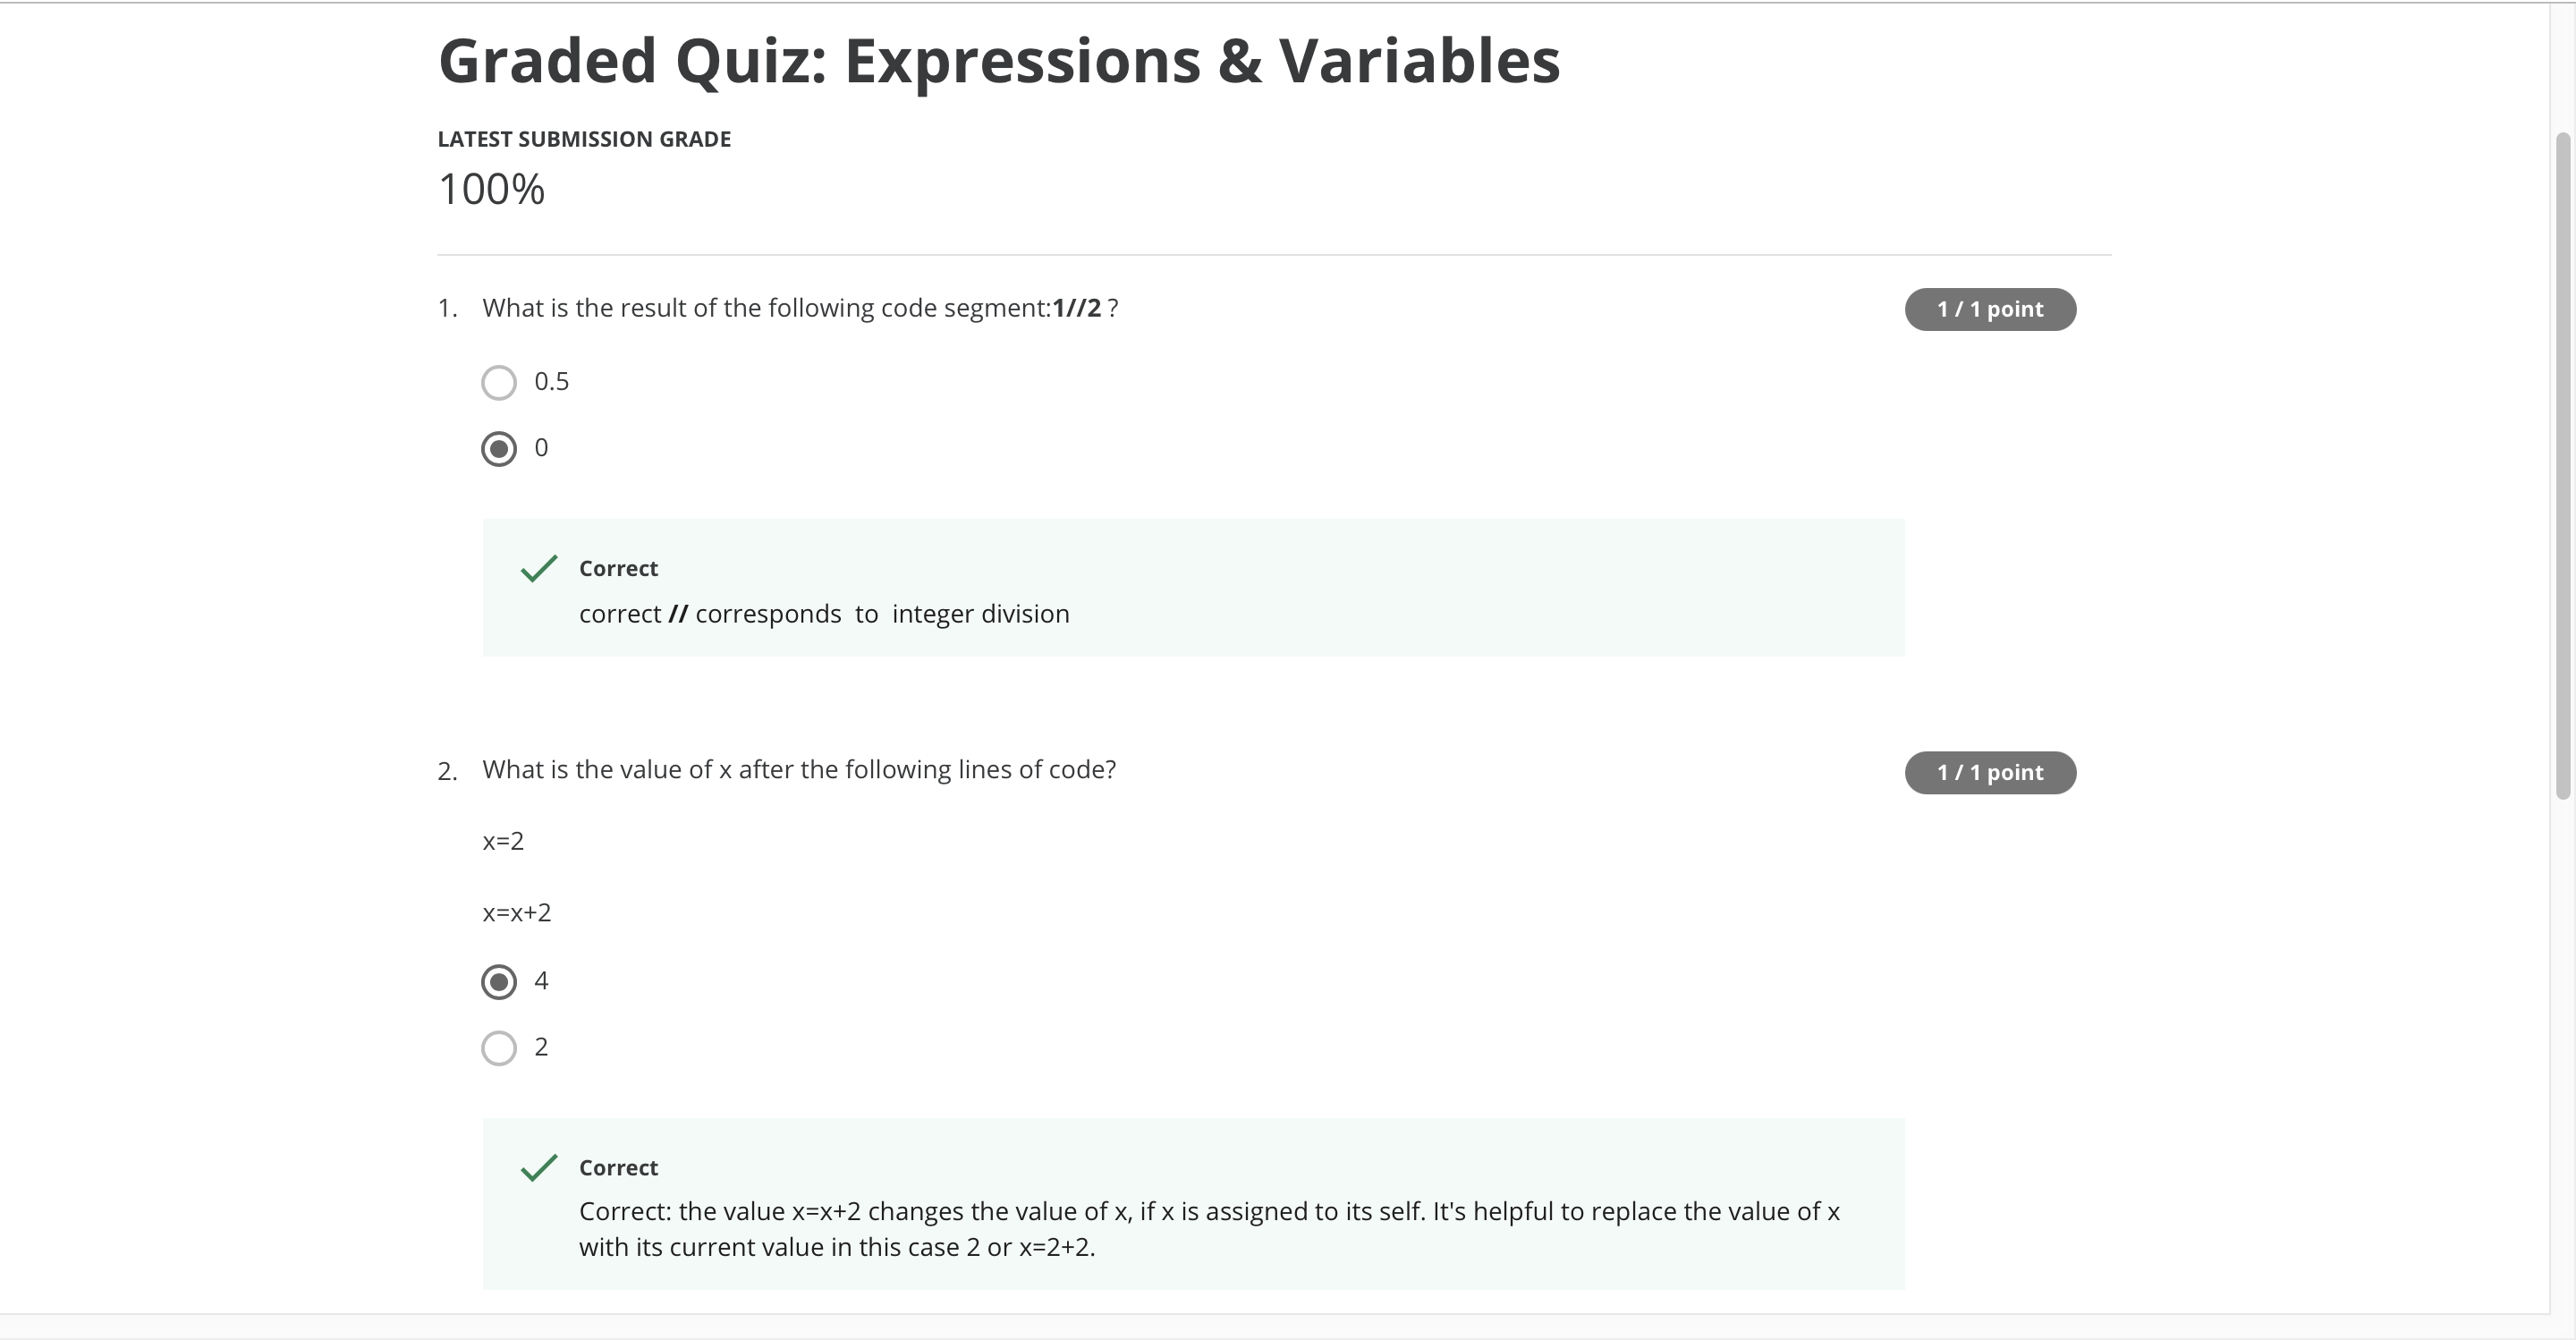 Graded Quiz: Expressions & Variables
LATEST SUBMISSION GRADE
100%
1. What is the result of the following code segment:1//2 ?
1 / 1 point
0.5
0
Correct
correct // corresponds to integer division
2. What is the value of x after the following lines of code?
1 / 1 point
x=2
x=x+2
4
2
Correct
Correct: the value x=x+2 changes the value of x, if x is assigned to its self. It's helpful to replace the value of x
with its current value in this case 2 or x=2+2.